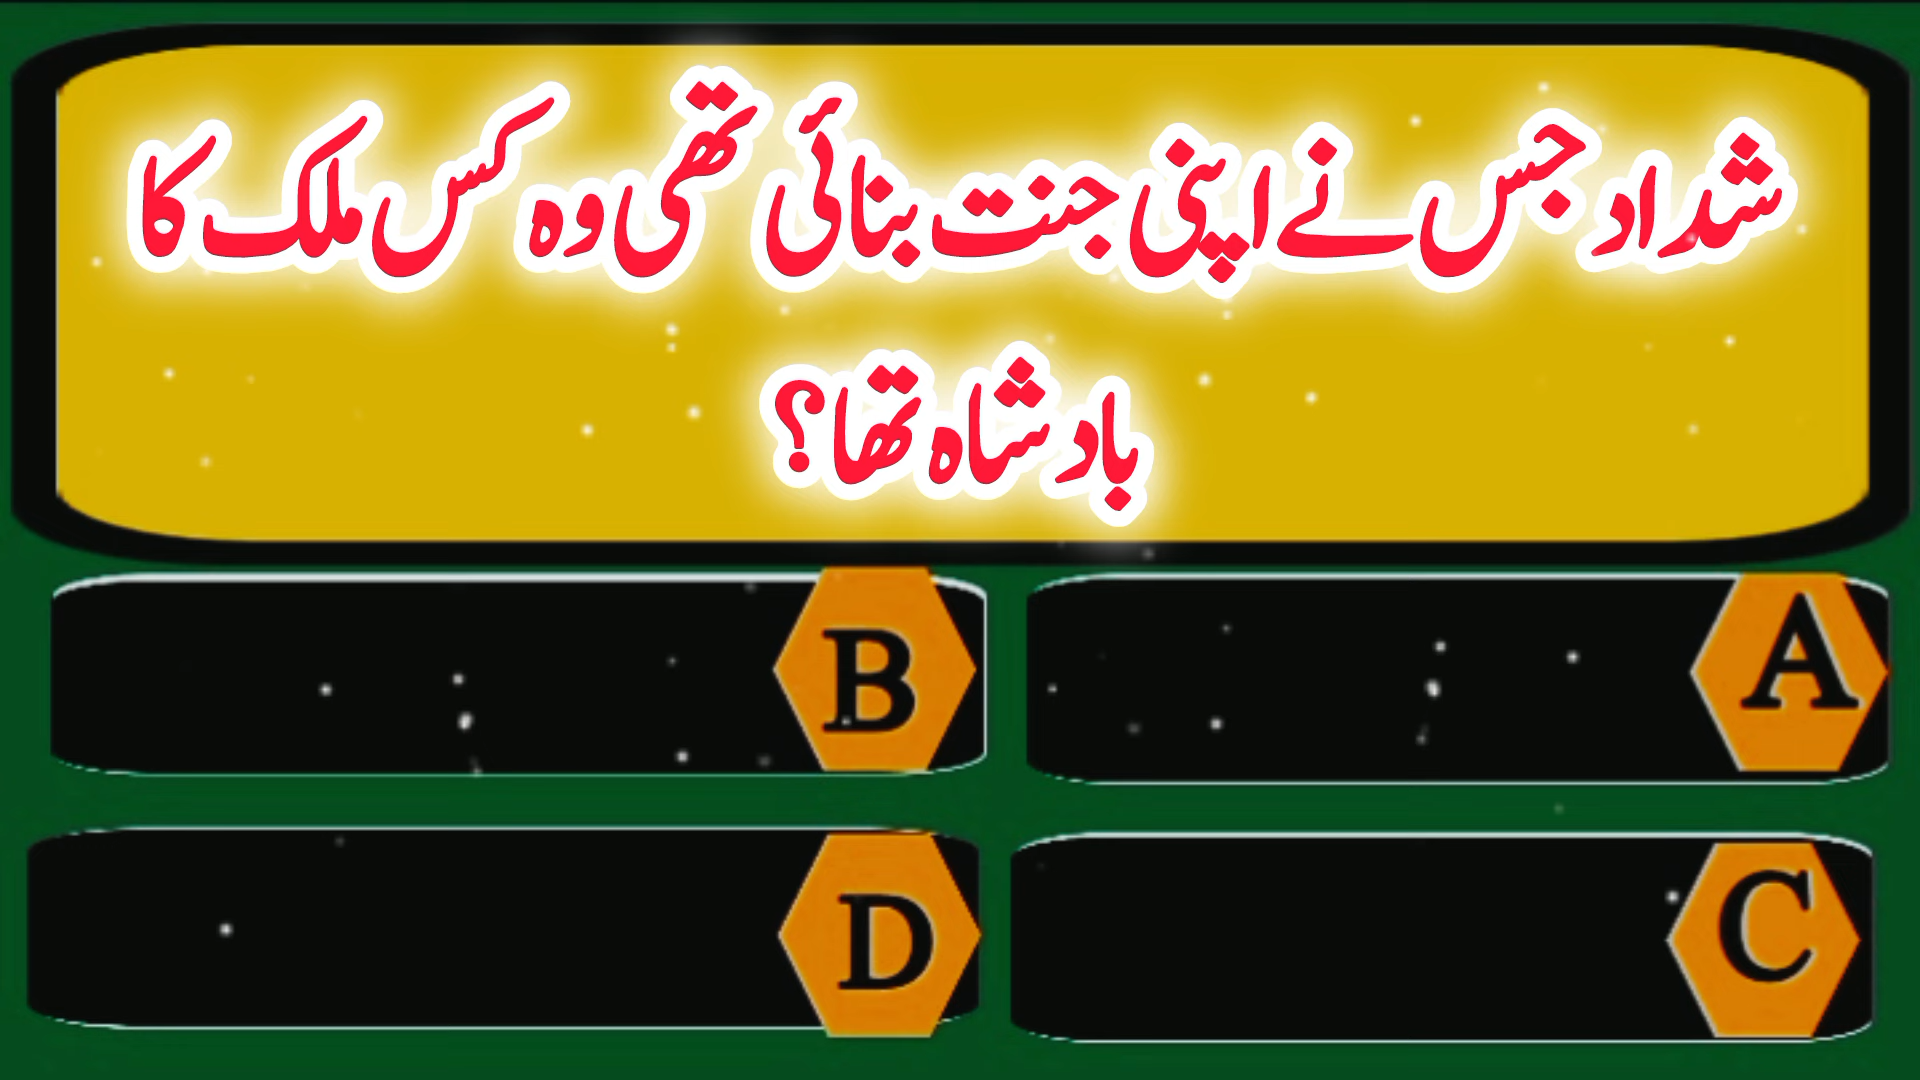 شداد جس نے اپنی جنت بنائی تھی وہ کس ملک کا
بادشاہ تھا؟
A
B
C
D